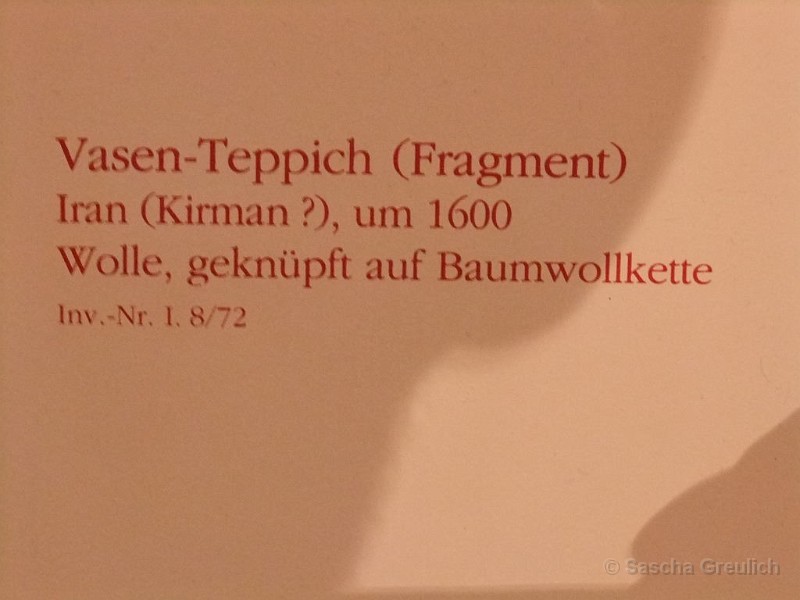 Vasen-Teppich (Fragment)
Iran (Kirman ?), um 1600
Wolle, geknüpft auf Baumwollkette
Inv.-Nr. I. 8/72
© Sascha Greulich